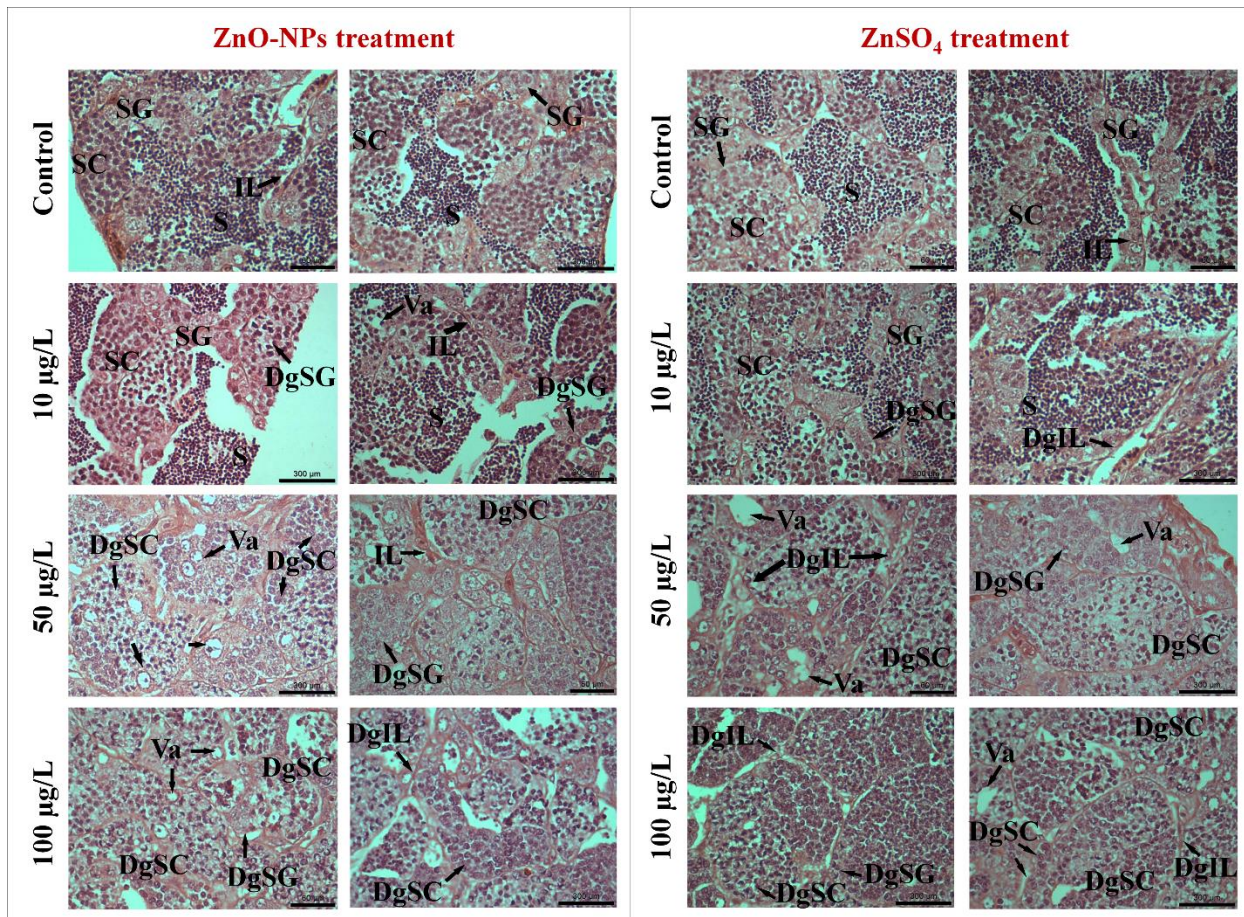 ZnO-NPs treatment
ZnSO₄ treatment
Control
SG
SC
IL
S
SG
SC
S
SG
SC
S
SG
SC
IL
10 µg/L
SG
SC
DgSG
S
300 µm
Va
IL
DgSG
S
10 µg/L
SC
SG
DgSG
S
DgIL
50 µg/L
DgSC
Va
DgSC
300 µm
DgSC
IL
DgSG
50 µg/L
Va
DgIL
DgSC
Va
Va
DgSG
DgSC
300 µm
100 µg/L
Va
DgSC
DgSC
DgSG
DgIL
DgSC
100 µg/L
DgIL
DgSC
DgSG
300 µm
DgSC
Va
DgSC
DgIL
Control